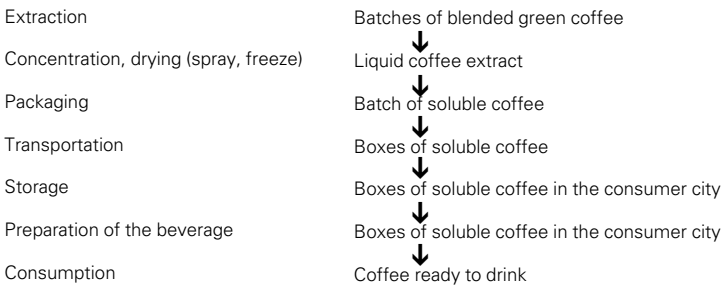 Extraction Batches of blended green coffee
Concentration, drying (spray, freeze) Liquid coffee extract
Packaging Batch of soluble coffee
Transportation Boxes of soluble coffee
Storage Boxes of soluble coffee in the consumer city
Preparation of the beverage Boxes of soluble coffee in the consumer city
Consumption Coffee ready to drink